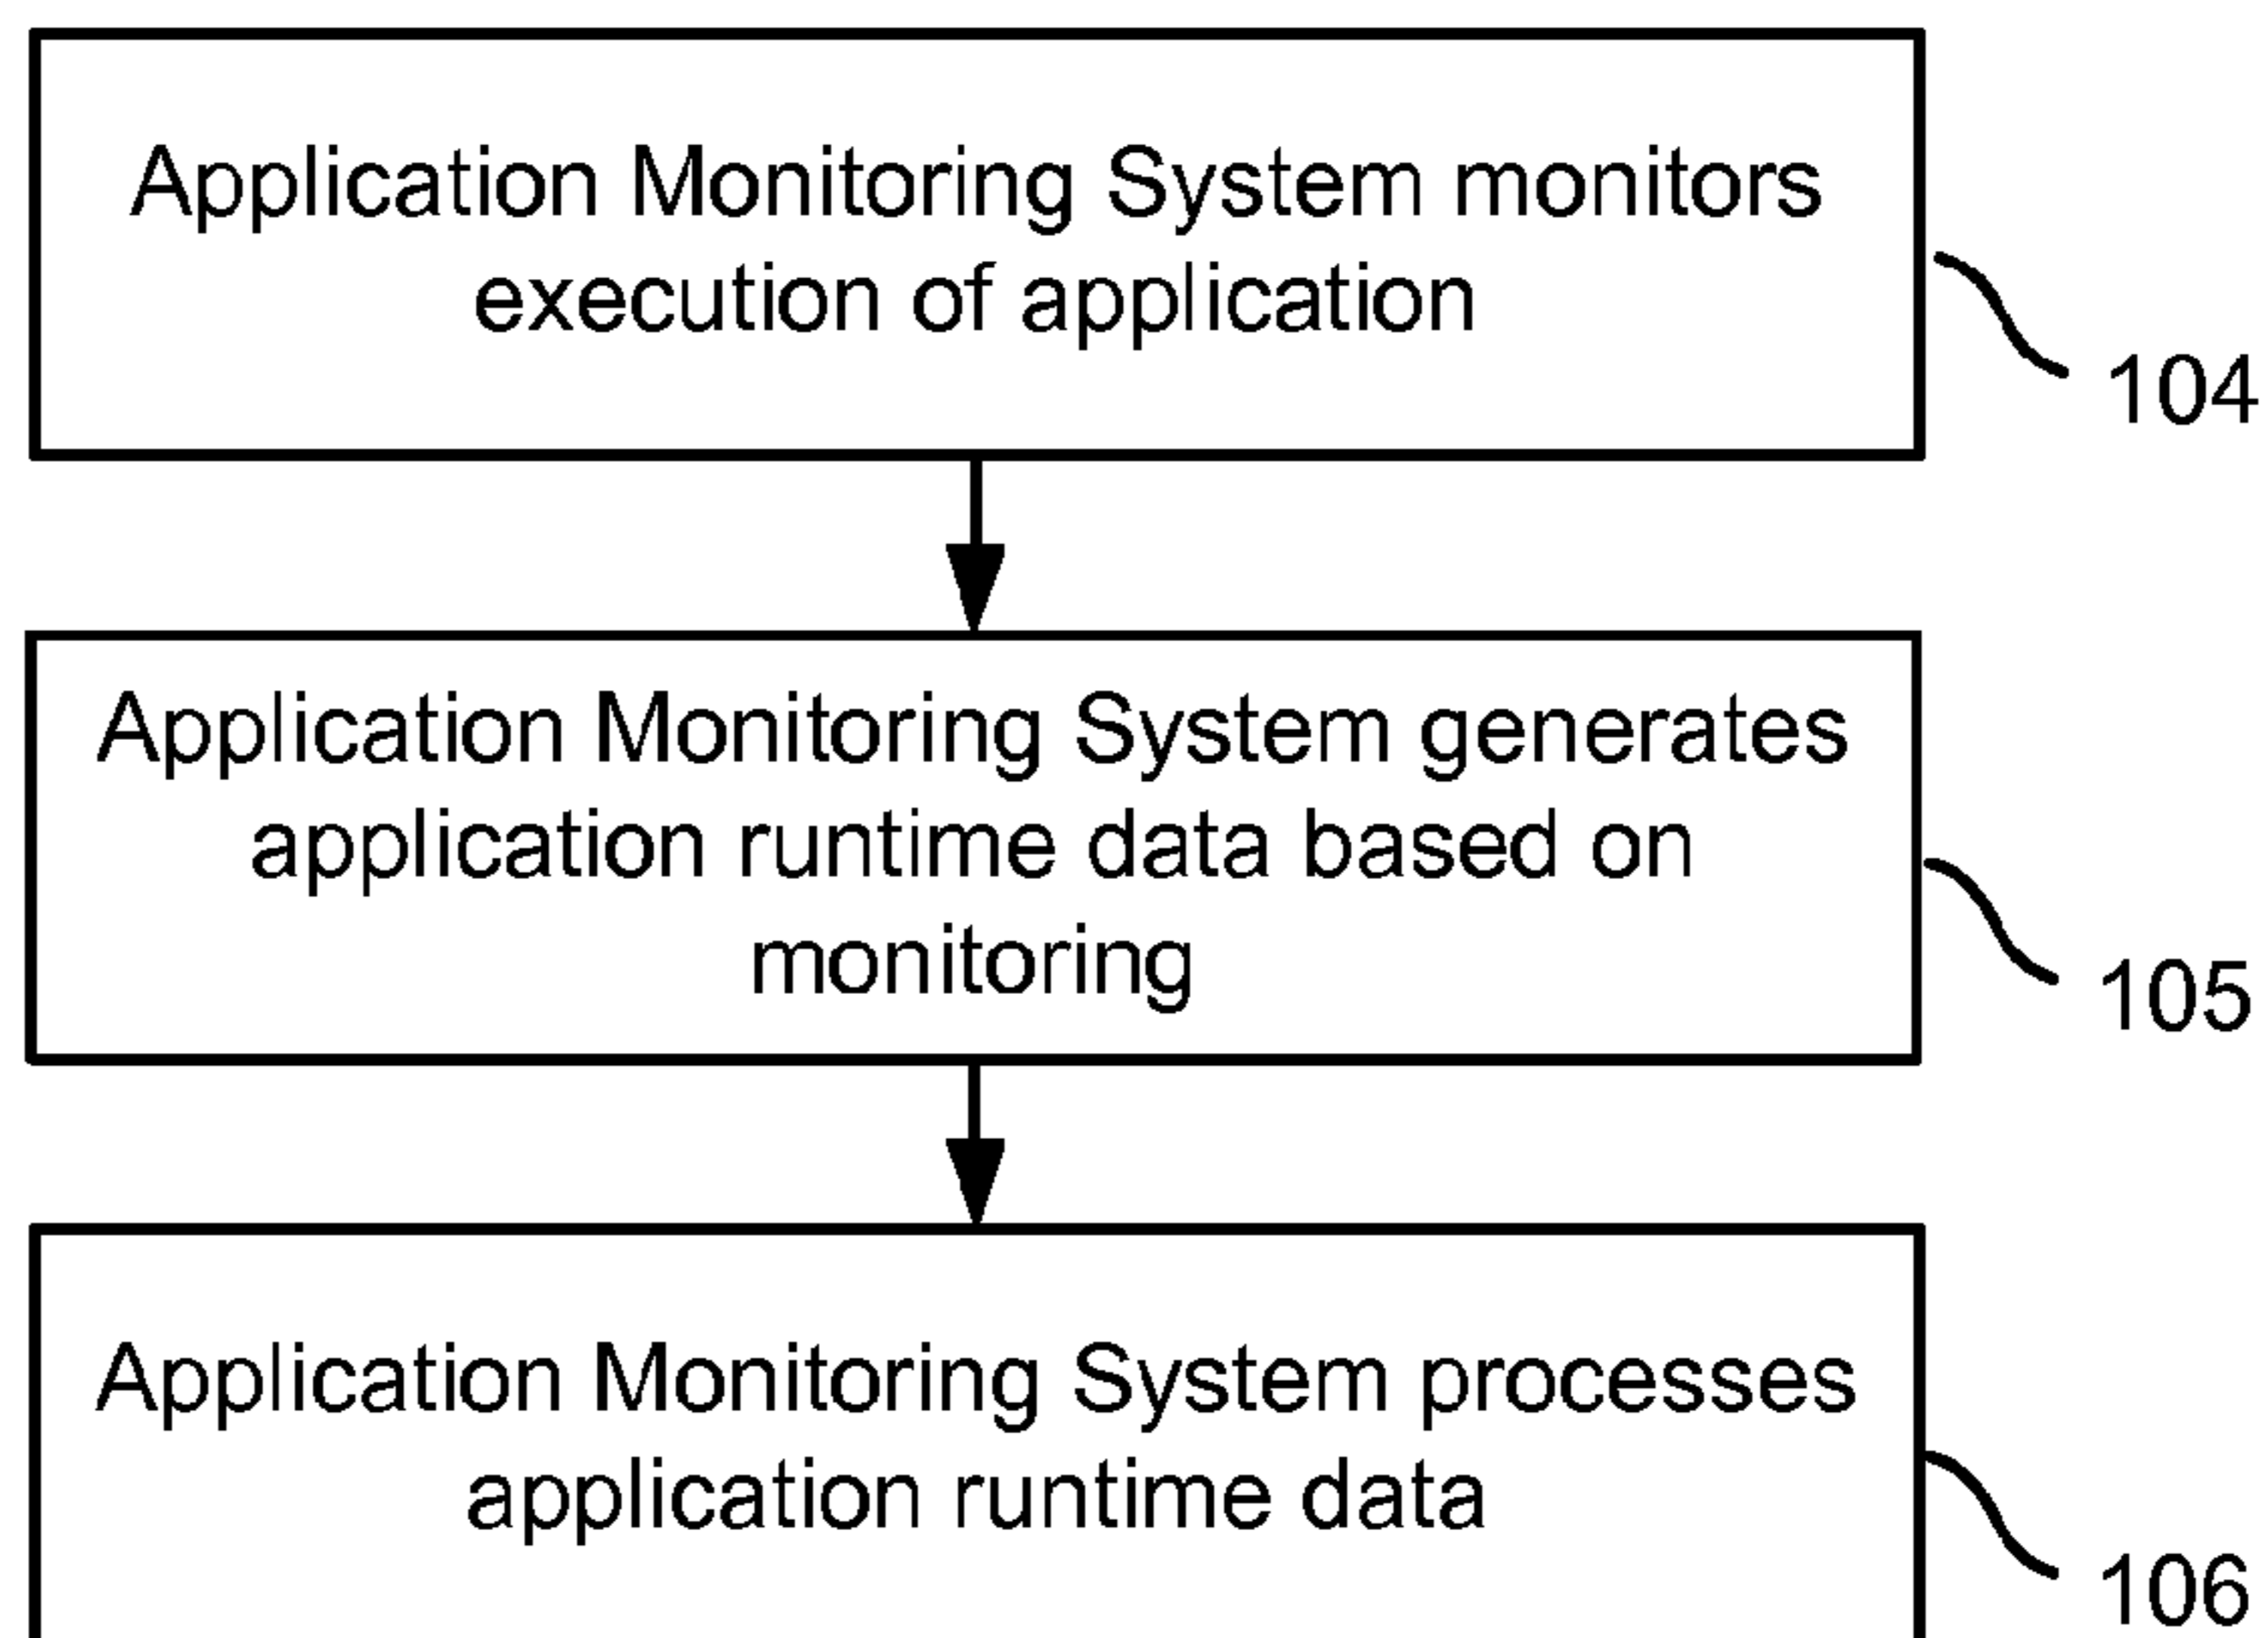 Application Monitoring System monitors
execution of application
104
Application Monitoring System generates
application runtime data based on
monitoring
105
Application Monitoring System processes
application runtime data
106